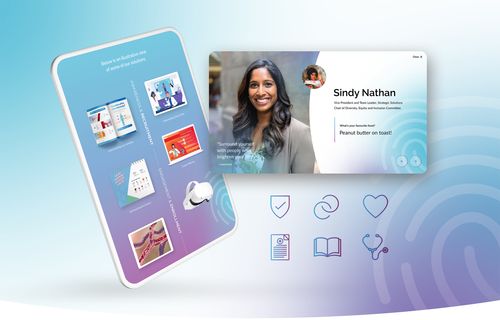 Below is an illustrative view
of some of our solutions.
RECRUITMENT
Close X
Sindy Nathan
Vice President and Team Leader, Strategic Solutions
Chair of Diversity, Equity and Inclusion Committee
What's your favourite food?
Peanut butter on toast!
"Surround yourself
with people who
brighten your